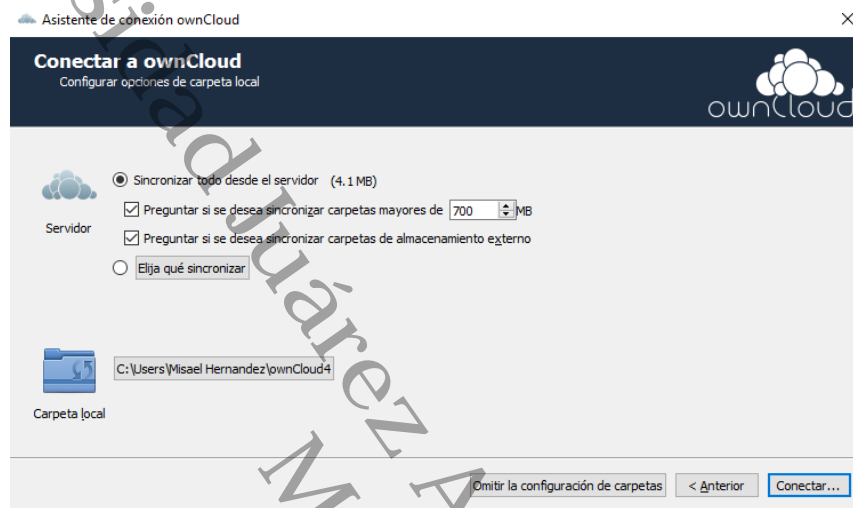 Asistente de conexión ownCloud
Conectar a ownCloud
Configurar opciones de carpeta local
ownCloud
Sincronizar todo desde el servidor (4.1 MB)
Preguntar si se desea sincronizar carpetas mayores de 700 MB
Servidor
Preguntar si se desea sincronizar carpetas de almacenamiento externo
Elija qué sincronizar
C:\Users\Misael Hernandez\ownCloud4
Carpeta local
Omitir la configuración de carpetas
< Anterior
Conectar...
sidad Juárez A
M